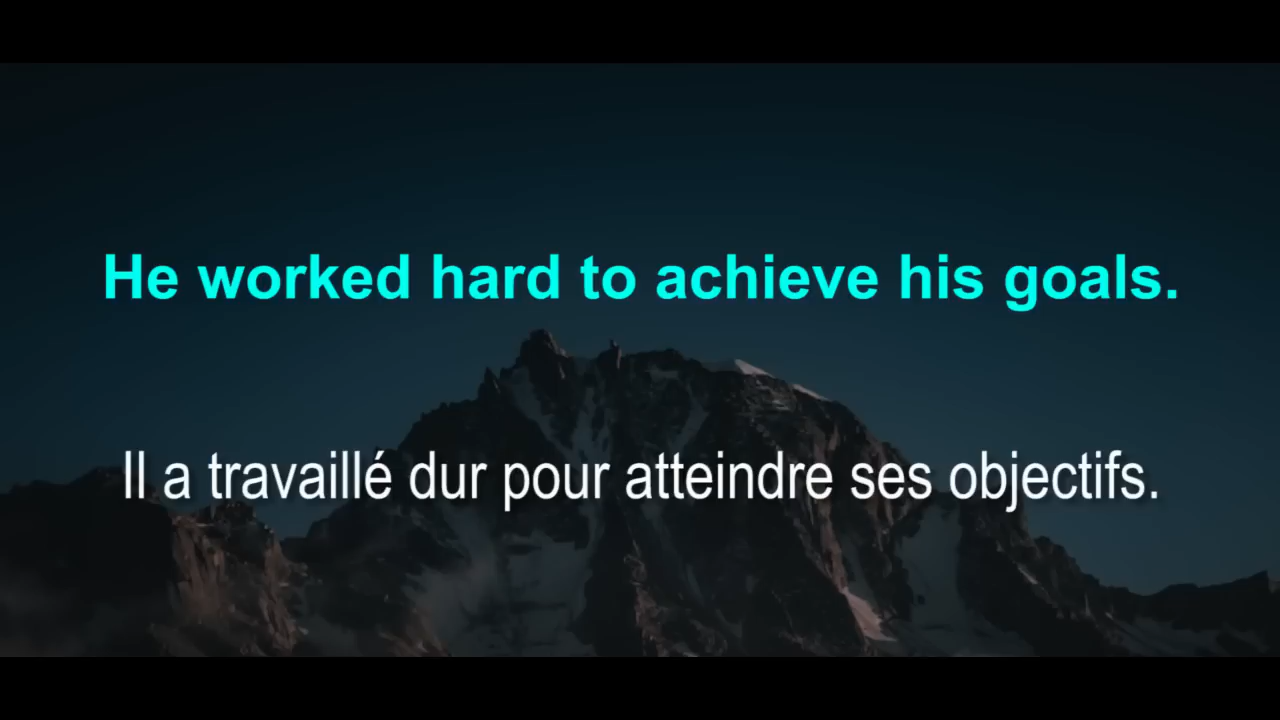 He worked hard to achieve his goals.
Il a travaillé dur pour atteindre ses objectifs.